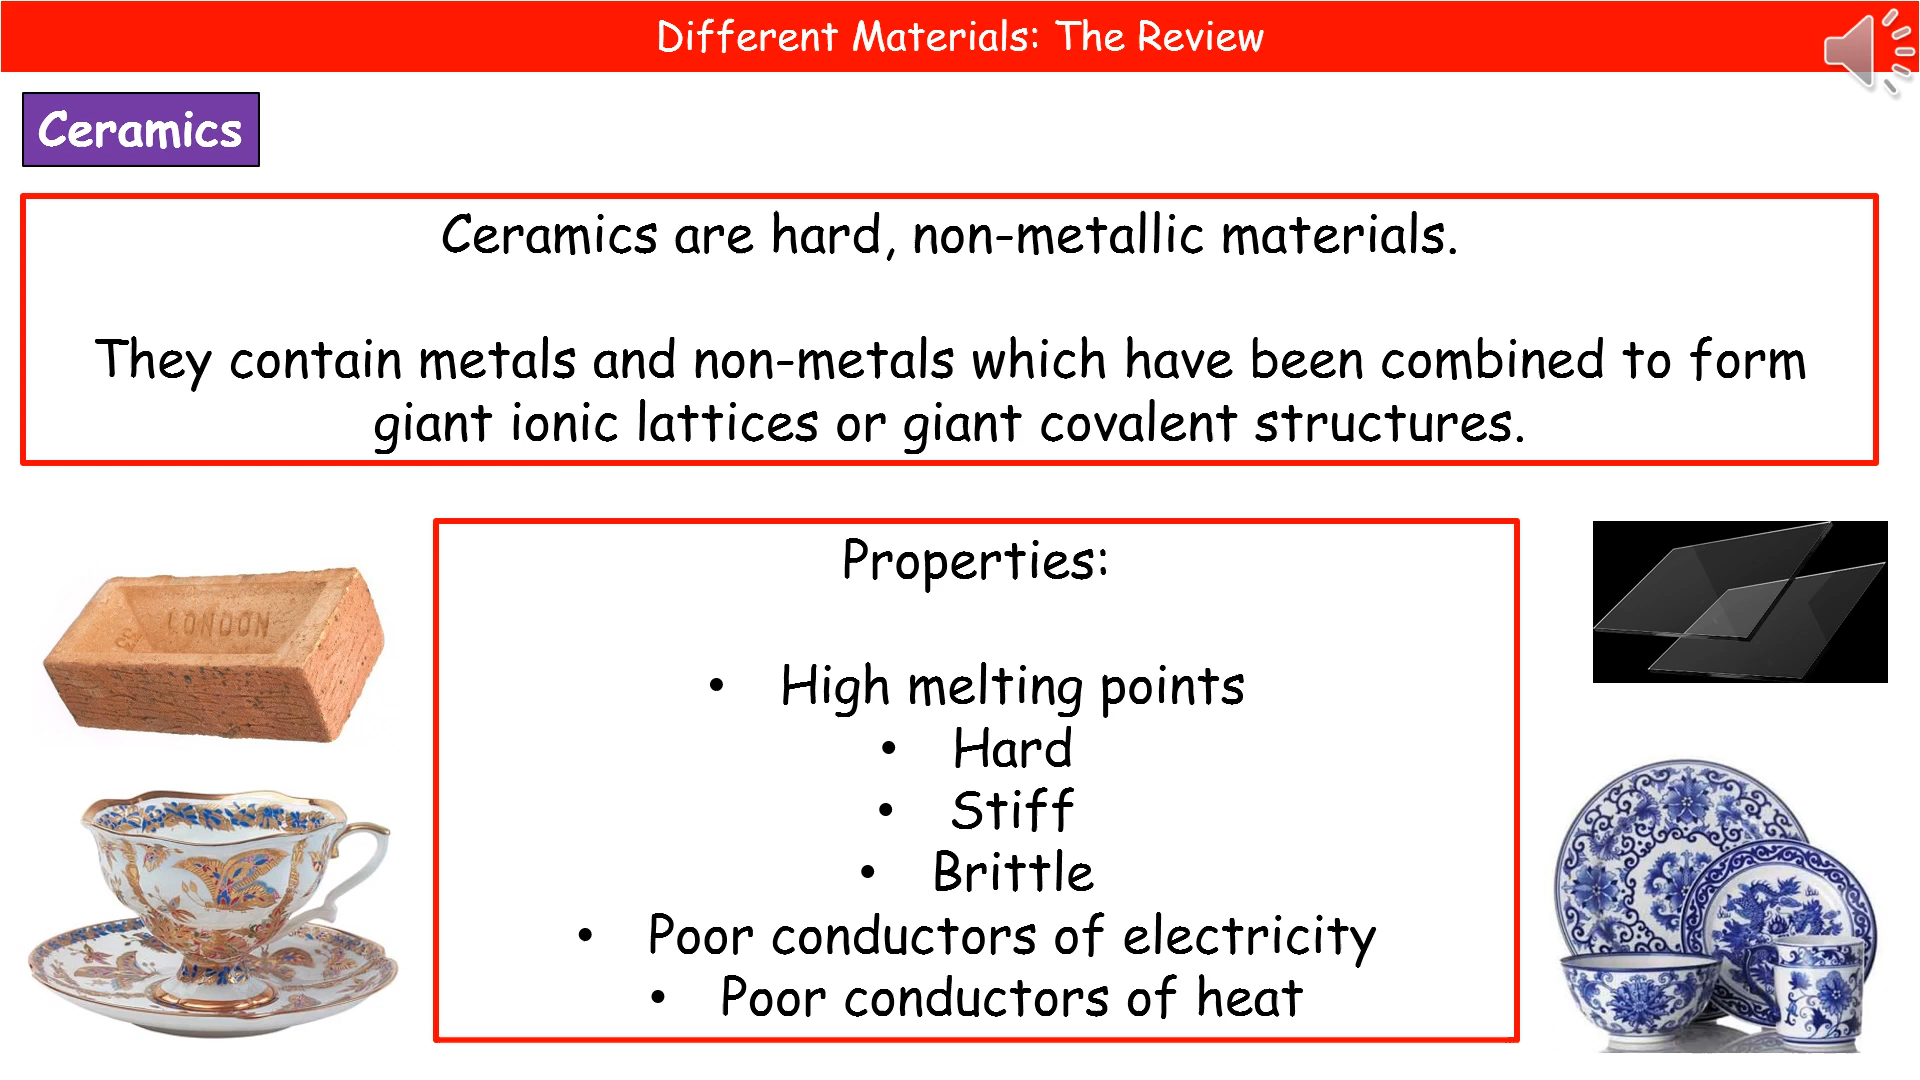 Different Materials: The Review
Ceramics
Ceramics are hard, non-metallic materials.
They contain metals and non-metals which have been combined to form
giant ionic lattices or giant covalent structures.
Properties:
• High melting points
• Hard
• Stiff
• Brittle
• Poor conductors of electricity
• Poor conductors of heat
LONDON